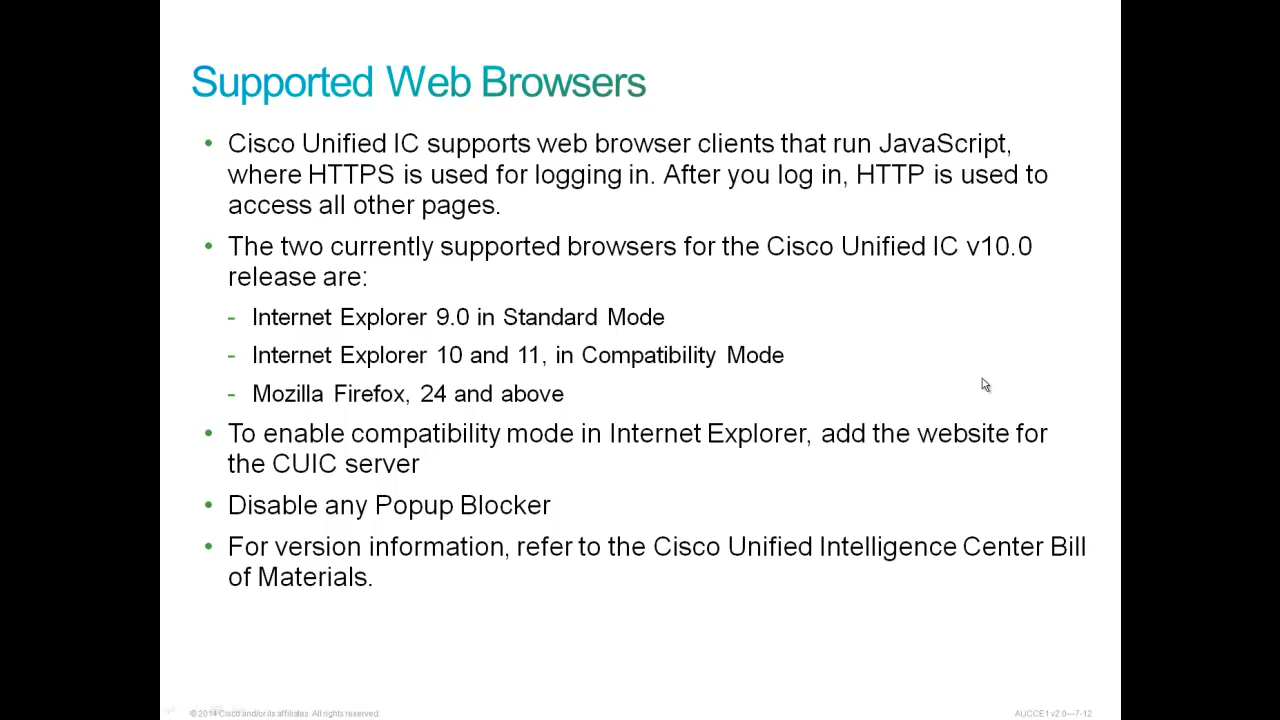 Supported Web Browsers
• Cisco Unified IC supports web browser clients that run JavaScript,
where HTTPS is used for logging in. After you log in, HTTP is used to
access all other pages.
• The two currently supported browsers for the Cisco Unified IC v10.0
release are:
- Internet Explorer 9.0 in Standard Mode
- Internet Explorer 10 and 11, in Compatibility Mode
- Mozilla Firefox, 24 and above
• To enable compatibility mode in Internet Explorer, add the website for
the CUIC server
• Disable any Popup Blocker
• For version information, refer to the Cisco Unified Intelligence Center Bill
of Materials.
© 2014 Cisco and/or its affiliates. All rights reserved.
AUCCE1 v2.0—7-12